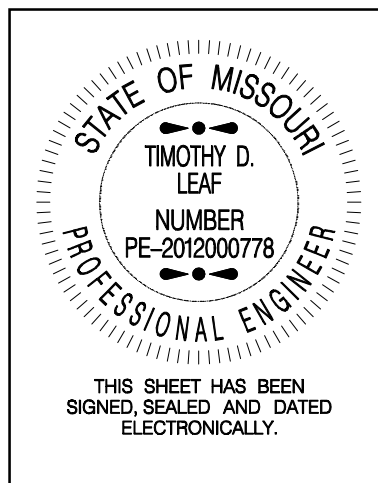 STATE OF MISSOURI
TIMOTHY D.
LEAF
NUMBER
PE-2012000778
PROFESSIONAL ENGINEER
THIS SHEET HAS BEEN
SIGNED, SEALED AND DATED
ELECTRONICALLY.